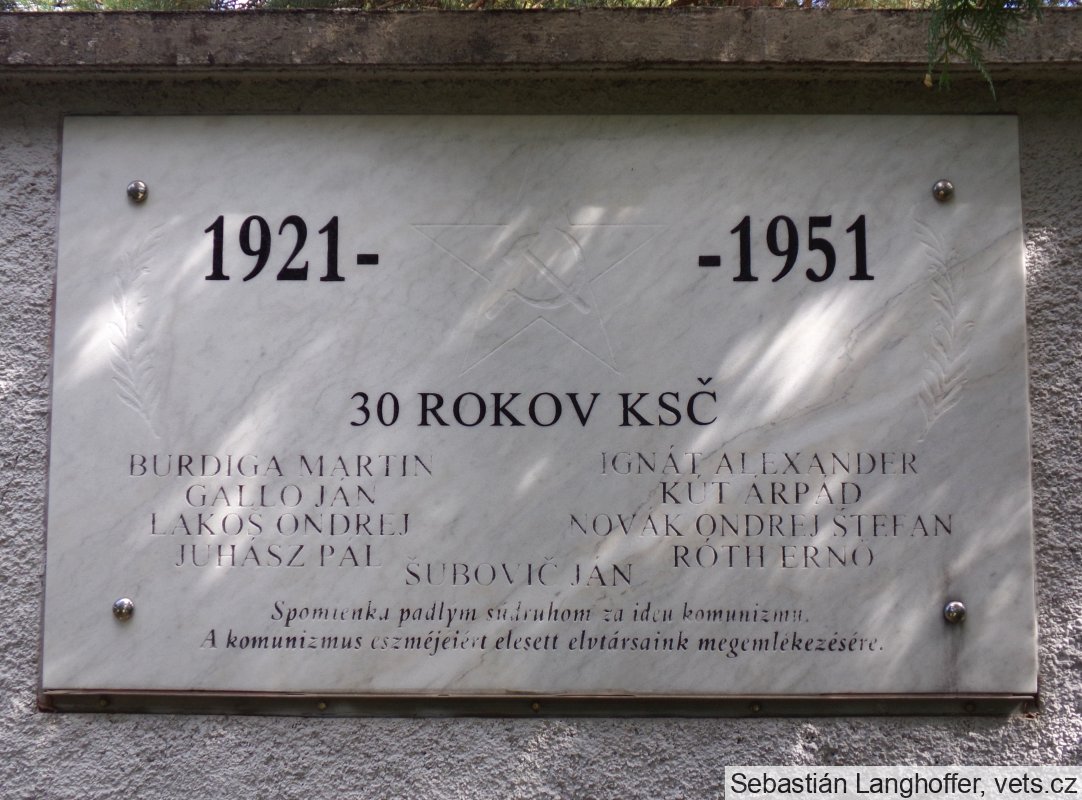 1921- -1951
30 ROKOV KSČ
BURDIGA MARTIN
GALLO JÁN
LAKOS ONDREJ
JUHÁSZ PÁL
IGNÁT ALEXANDER
KÚT ÁRPÁD
NOVÁK ONDREJ ŠTEFAN
RÓTH ERNO
ŠUBOVIČ JÁN
Spomienka padlým súdruhom za ideu komunizmu.
A komunizmus eszméjeiért elesett elvtársaink megemlékezésére.
Sebastián Langhoffer, vets.cz